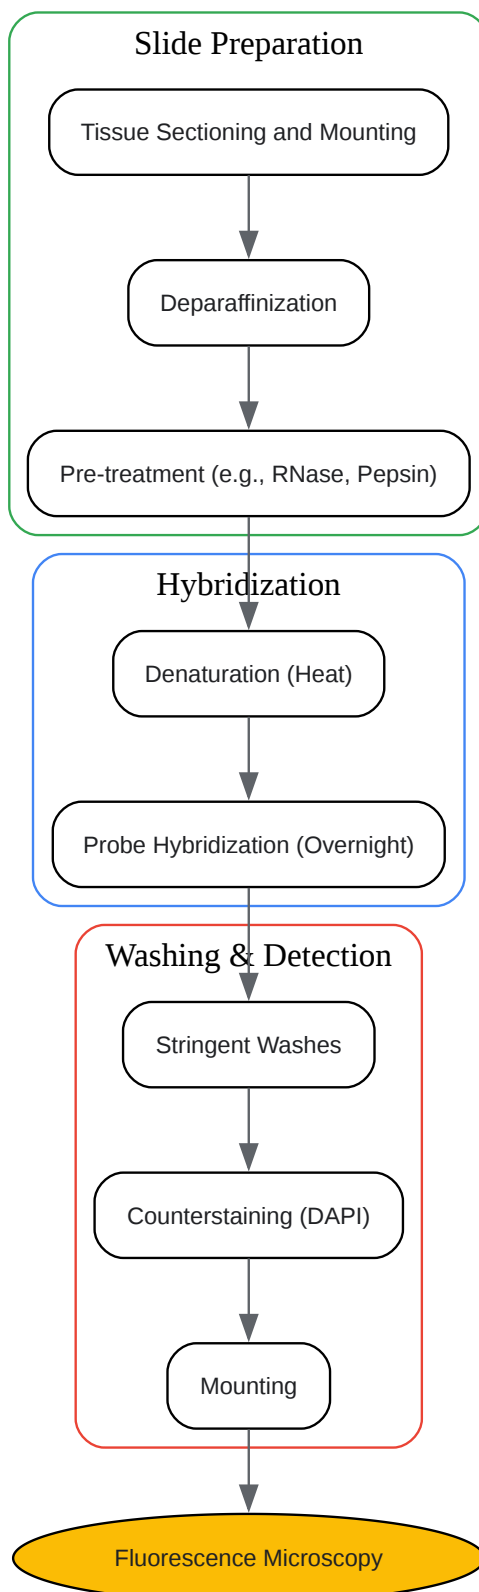 Slide Preparation
Tissue Sectioning and Mounting
Deparaffinization
Pre-treatment (e.g., RNase, Pepsin)
Hybridization
Denaturation (Heat)
Probe Hybridization (Overnight)
Washing & Detection
Stringent Washes
Counterstaining (DAPI)
Mounting
Fluorescence Microscopy